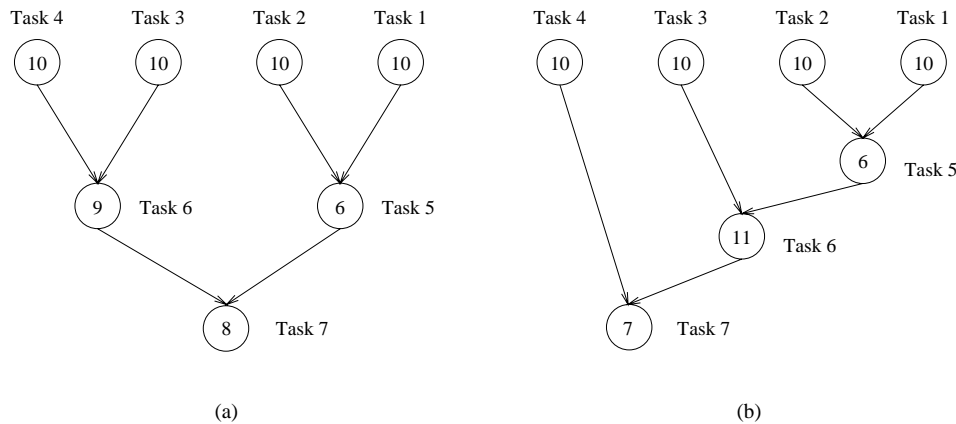 Task 4 Task 3 Task 2 Task 1
10 10 10 10
9 Task 6 6 Task 5
8 Task 7
(a)
Task 4 Task 3 Task 2 Task 1
10 10 10 10
6 Task 5
11 Task 6
7 Task 7
(b)